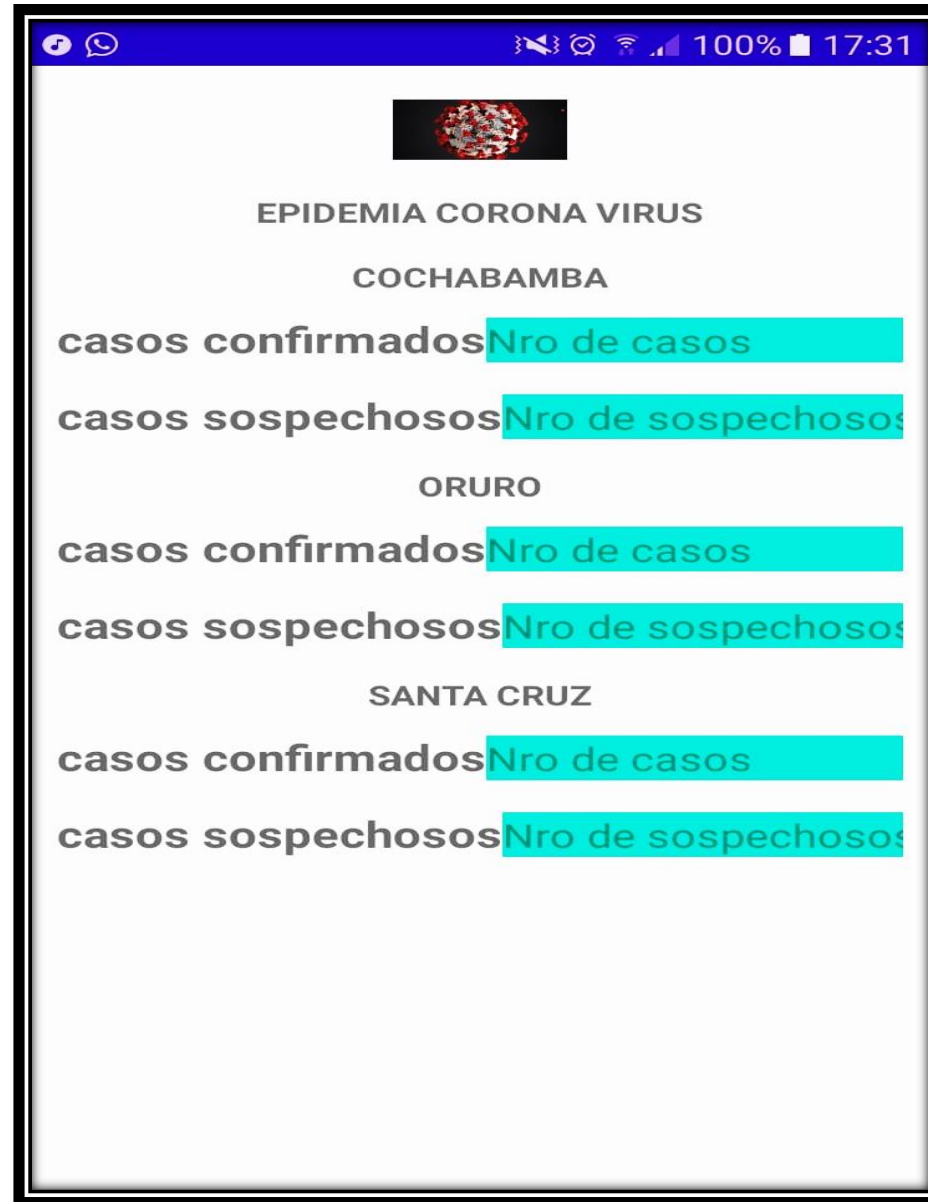 100% 17:31
EPIDEMIA CORONA VIRUS
COCHABAMBA
casos confirmados Nro de casos
casos sospechosos Nro de sospechosos
ORURO
casos confirmados Nro de casos
casos sospechosos Nro de sospechosos
SANTA CRUZ
casos confirmados Nro de casos
casos sospechosos Nro de sospechosos